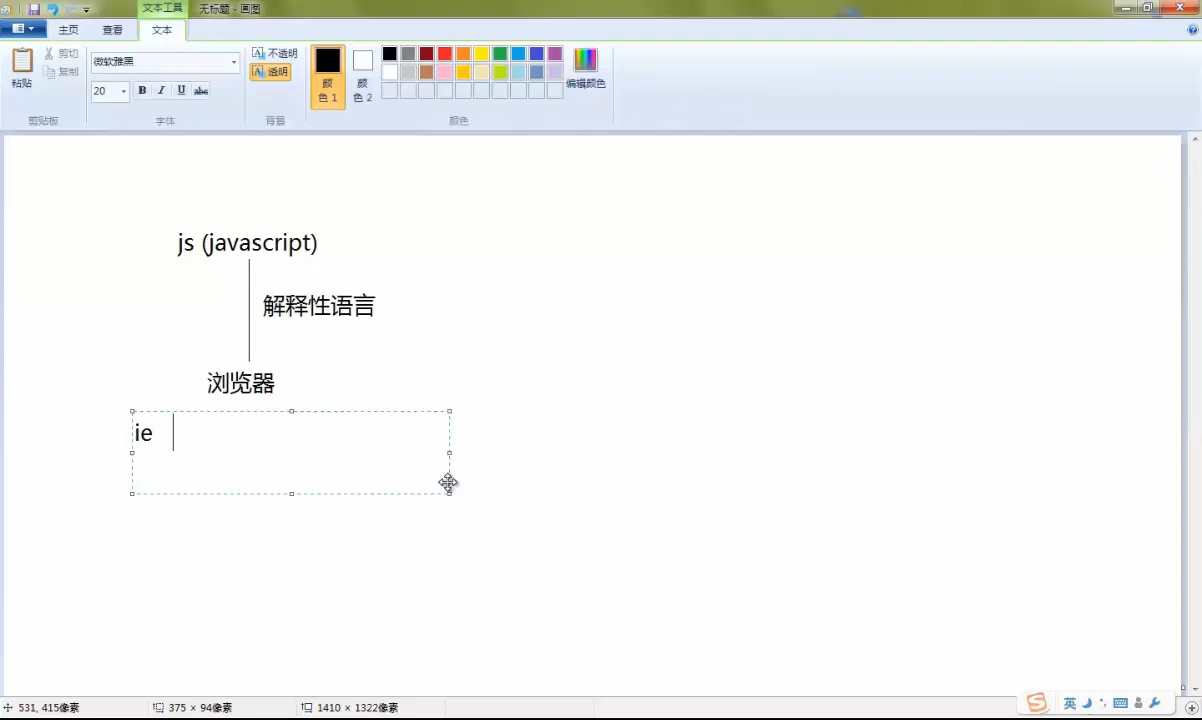 文本工具
无标题 - 画图
主页
查看
文本
粘贴
剪切
复制
剪贴板
微软雅黑
20
B I U abc
字体
不透明
透明
背景
颜色 1
颜色 2
编辑颜色
颜色
js (javascript)
解释性语言
浏览器
ie
531, 415像素
375 × 94像素
1410 × 1322像素
S 英